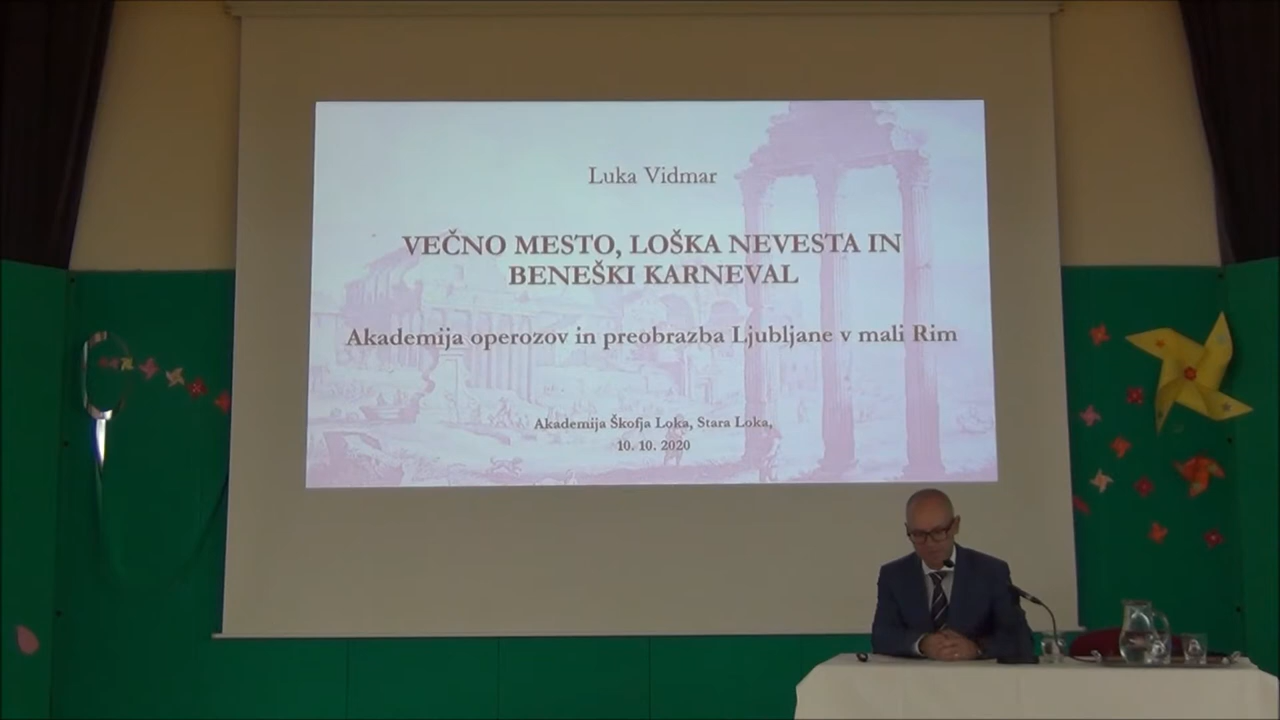 Luka Vidmar
VEČNO MESTO, LOŠKA NEVESTA IN
BENEŠKI KARNEVAL
Akademija operozov in preobrazba Ljubljane v mali Rim
Akademija Škofja Loka, Stara Loka,
10. 10. 2020